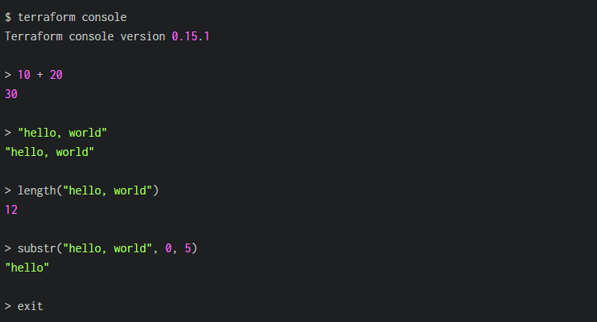 $ terraform console
Terraform console version 0.15.1
> 10 + 20
30
> "hello, world"
"hello, world"
> length("hello, world")
12
> substr("hello, world", 0, 5)
"hello"
> exit